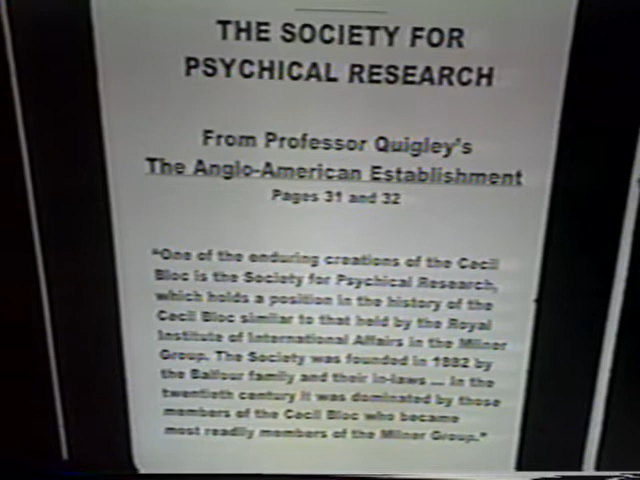 THE SOCIETY FOR
PSYCHICAL RESEARCH
From Professor Quigley's
The Anglo-American Establishment
Pages 31 and 32
"One of the enduring creations of the Cecil
Bloc is the Society for Psychical Research,
which holds a position in the history of the
Cecil Bloc similar to that held by the Royal
Institute of International Affairs in the Milner
Group. The Society was founded in 1882 by
the Balfour family and their in-laws ... In the
twentieth century it was dominated by those
members of the Cecil Bloc who became
most readily members of the Milner Group."